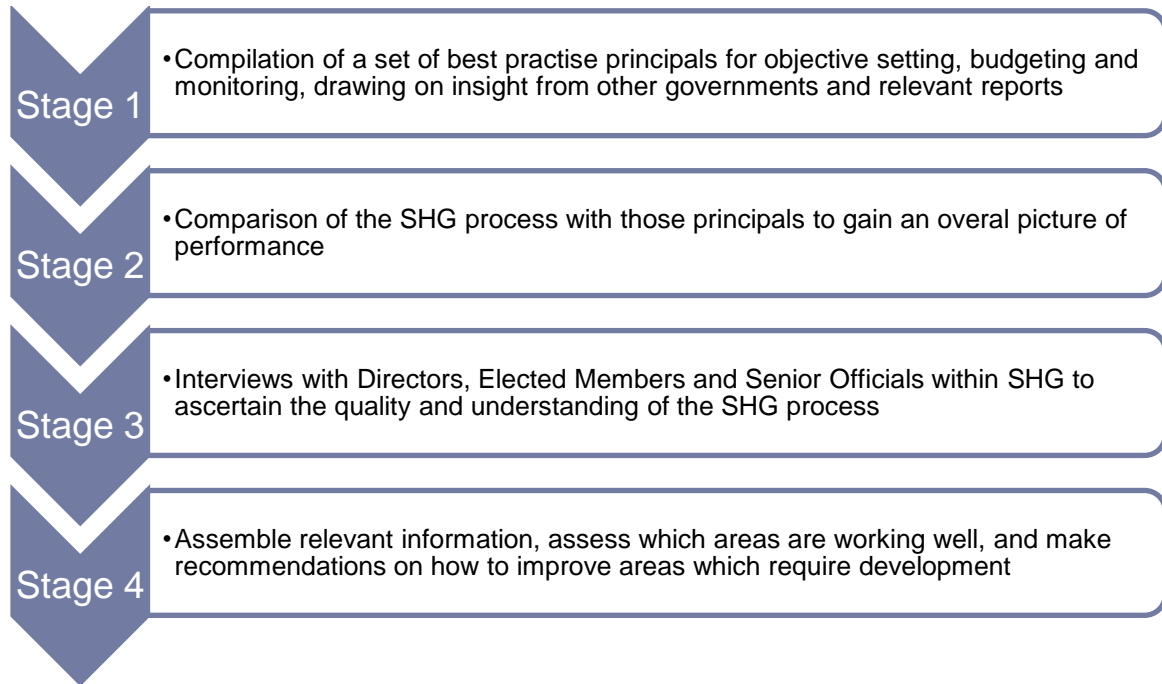 Stage 1
•Compilation of a set of best practise principals for objective setting, budgeting and
monitoring, drawing on insight from other governments and relevant reports
Stage 2
•Comparison of the SHG process with those principals to gain an overal picture of
performance
Stage 3
•Interviews with Directors, Elected Members and Senior Officials within SHG to
ascertain the quality and understanding of the SHG process
Stage 4
•Assemble relevant information, assess which areas are working well, and make
recommendations on how to improve areas which require development